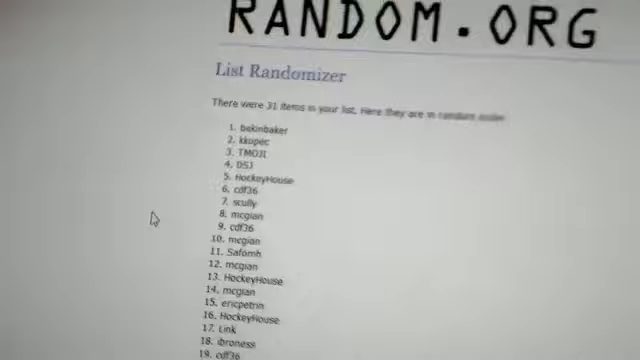 RANDOM.ORG
List Randomizer
There were 31 items in your list. Here they are in random order:
1. bekinbaker
2. kkupec
3. TMOJI
4. DSJ
5. HockeyHouse
6. cdf36
7. scully
8. mcgian
9. cdf36
10. mcgian
11. Safomh
12. mcgian
13. HockeyHouse
14. mcgian
15. ericpetrin
16. HockeyHouse
17. Link
18. ibroness
19. cdf36